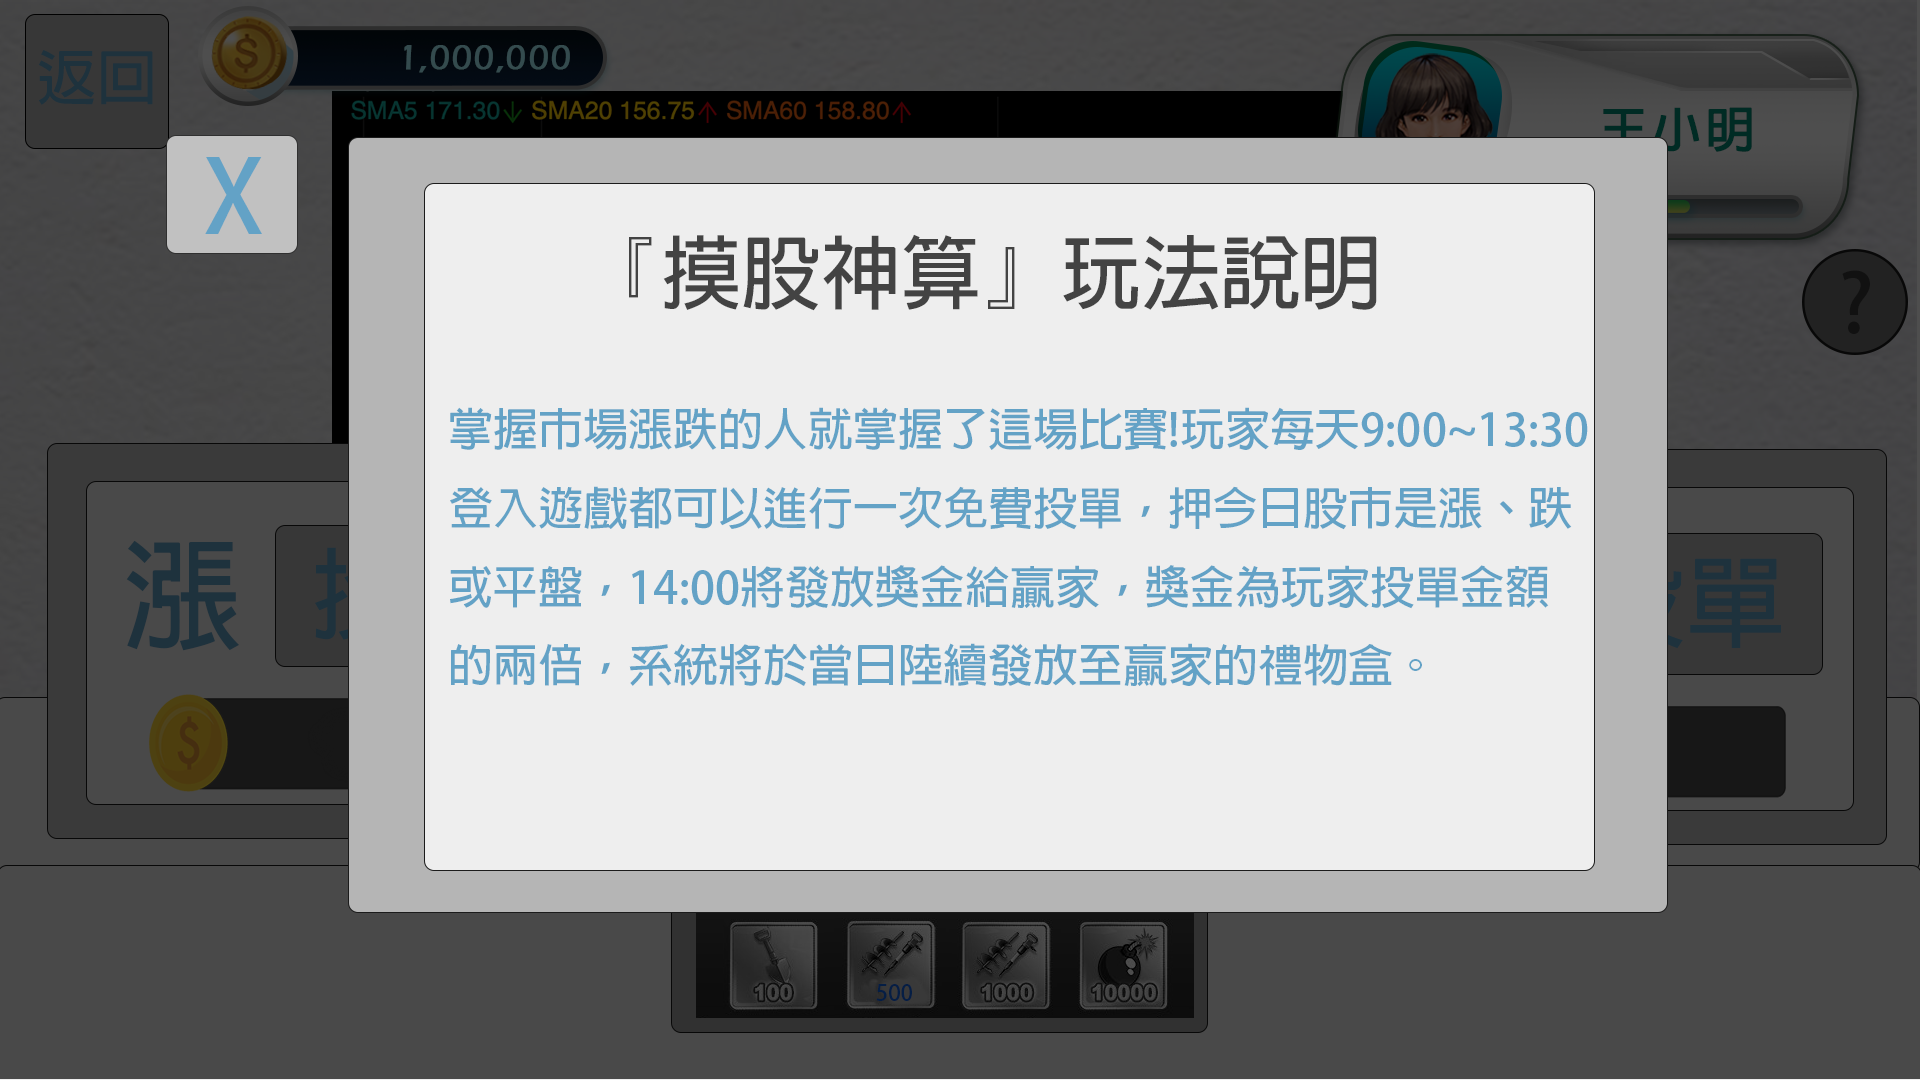 返回
1,000,000
SMA5 171.30↓ SMA20 156.75↑ SMA60 158.80↑
王小明
X
?
『摸股神算』玩法說明
掌握市場漲跌的人就掌握了這場比賽!玩家每天9:00~13:30
登入遊戲都可以進行一次免費投單，押今日股市是漲、跌
或平盤，14:00將發放獎金給贏家，獎金為玩家投單金額
的兩倍，系統將於當日陸續發放至贏家的禮物盒。
漲
單
100
500
1000
10000